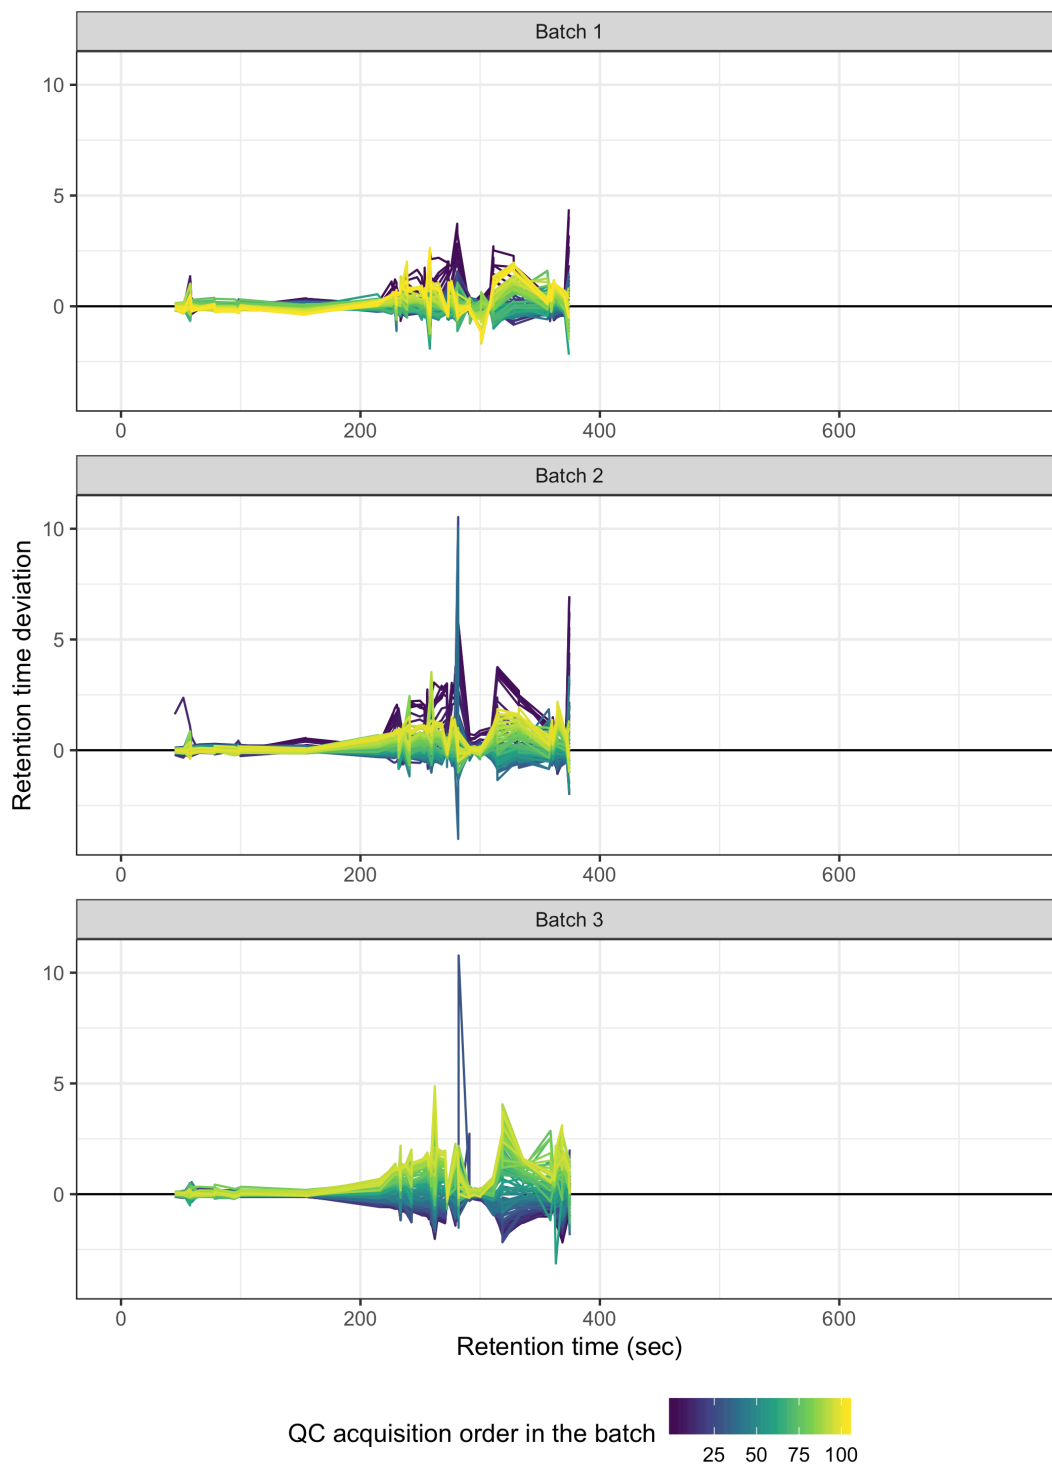 Batch 1
10
5
0
0 200 400 600
Batch 2
10
5
0
0 200 400 600
Batch 3
10
5
0
0 200 400 600
Retention time deviation
Retention time (sec)
QC acquisition order in the batch
25 50 75 100